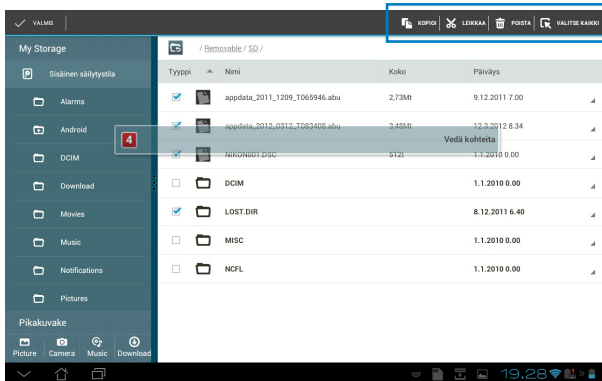 VALMIS KOPIOI LEIKKAA POISTA VALITSE KAIKKI
My Storage / Removable / SD /
Sisäinen säilytystila Tyyppi Nimi Koko Päiväys
Alarms appdata_2011_1209_T065946.abu 2,73Mt 9.12.2011 7.00
Android appdata_2012_0312_T083408.abu 3,48Mt 12.3.2012 8.34
4 Vedä kohteita
DCIM NIKON001.DSC 512t 1.1.2010 0.00
Download DCIM 1.1.2010 0.00
Movies LOST.DIR 8.12.2011 6.40
Music MISC 1.1.2010 0.00
Notifications NCFL 1.1.2010 0.00
Pictures
Pikakuvake
Picture Camera Music Download
19.28